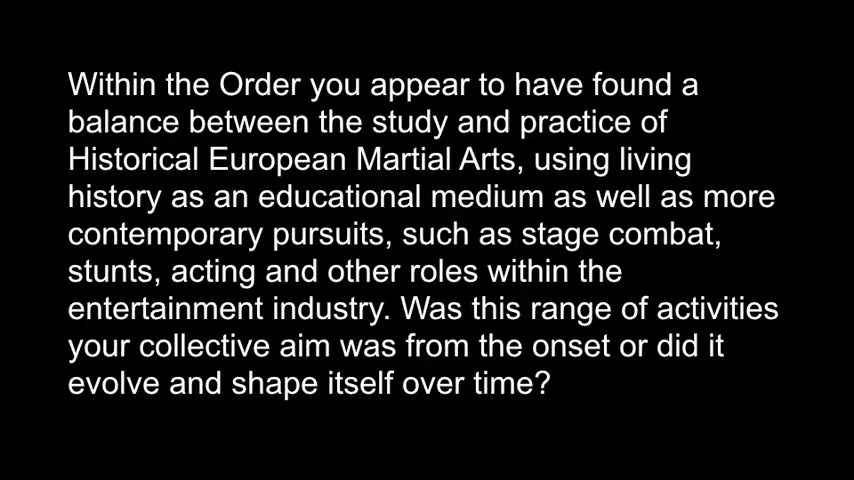 Within the Order you appear to have found a
balance between the study and practice of
Historical European Martial Arts, using living
history as an educational medium as well as more
contemporary pursuits, such as stage combat,
stunts, acting and other roles within the
entertainment industry. Was this range of activities
your collective aim was from the onset or did it
evolve and shape itself over time?